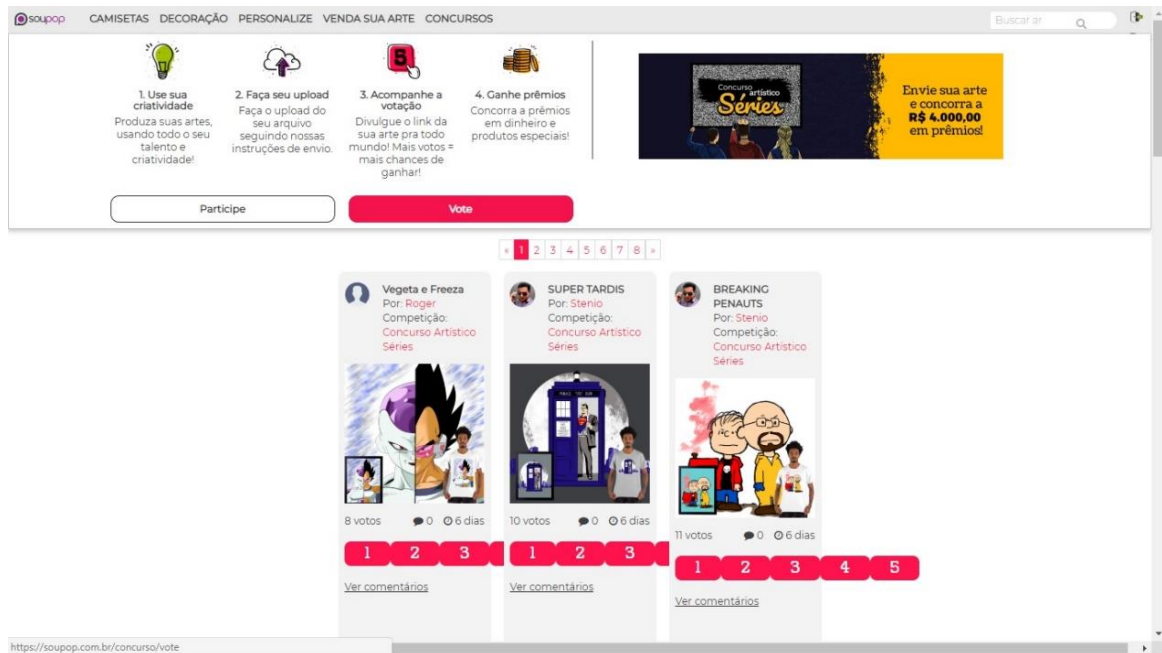 soupop
CAMISETAS DECORAÇÃO PERSONALIZE VENDA SUA ARTE CONCURSOS
Buscar ar
1. Use sua
criatividade
Produza suas artes,
usando todo o seu
talento e
criatividade!
2. Faça seu upload
Faça o upload do
seu arquivo
seguindo nossas
instruções de envio.
S
3. Acompanhe a
votação
Divulgue o link da
sua arte pra todo
mundo! Mais votos =
mais chances de
ganhar!
4. Ganhe prêmios
Concorra a prêmios
em dinheiro e
produtos especiais!
Concurso artístico
Séries
Envie sua arte
e concorra a
R$ 4.000,00
em prêmios!
Participe
Vote
« 1 2 3 4 5 6 7 8 »
Vegeta e Freeza
Por: Roger
Competição:
Concurso Artístico
Séries
8 votos 0 6 dias
1 2 3
Ver comentários
SUPER TARDIS
Por: Stenio
Competição:
Concurso Artístico
Séries
10 votos 0 6 dias
1 2 3
Ver comentários
BREAKING
PENAUTS
Por: Stenio
Competição:
Concurso Artístico
Séries
11 votos 0 6 dias
1 2 3 4 5
Ver comentários
https://soupop.com.br/concurso/vote